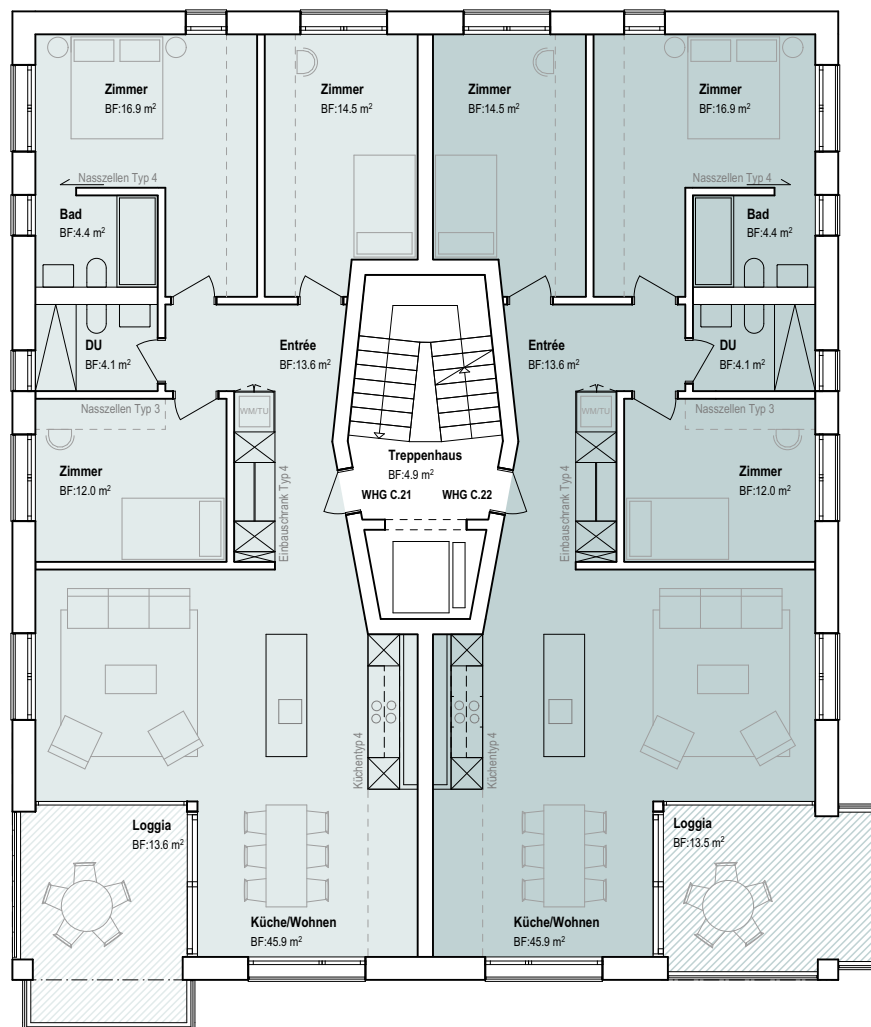 Zimmer
BF:16.9 m²
Zimmer
BF:14.5 m²
Zimmer
BF:14.5 m²
Zimmer
BF:16.9 m²
Nasszellen Typ 4
Nasszellen Typ 4
Bad
BF:4.4 m²
Bad
BF:4.4 m²
DU
BF:4.1 m²
Entrée
BF:13.6 m²
Entrée
BF:13.6 m²
DU
BF:4.1 m²
Nasszellen Typ 3
WM/TU
WM/TU
Nasszellen Typ 3
Zimmer
BF:12.0 m²
Treppenhaus
BF:4.9 m²
WHG C.21
WHG C.22
Zimmer
BF:12.0 m²
Einbauschrank Typ 4
Einbauschrank Typ 4
Küchentyp 4
Küchentyp 4
Loggia
BF:13.6 m²
Loggia
BF:13.5 m²
Küche/Wohnen
BF:45.9 m²
Küche/Wohnen
BF:45.9 m²